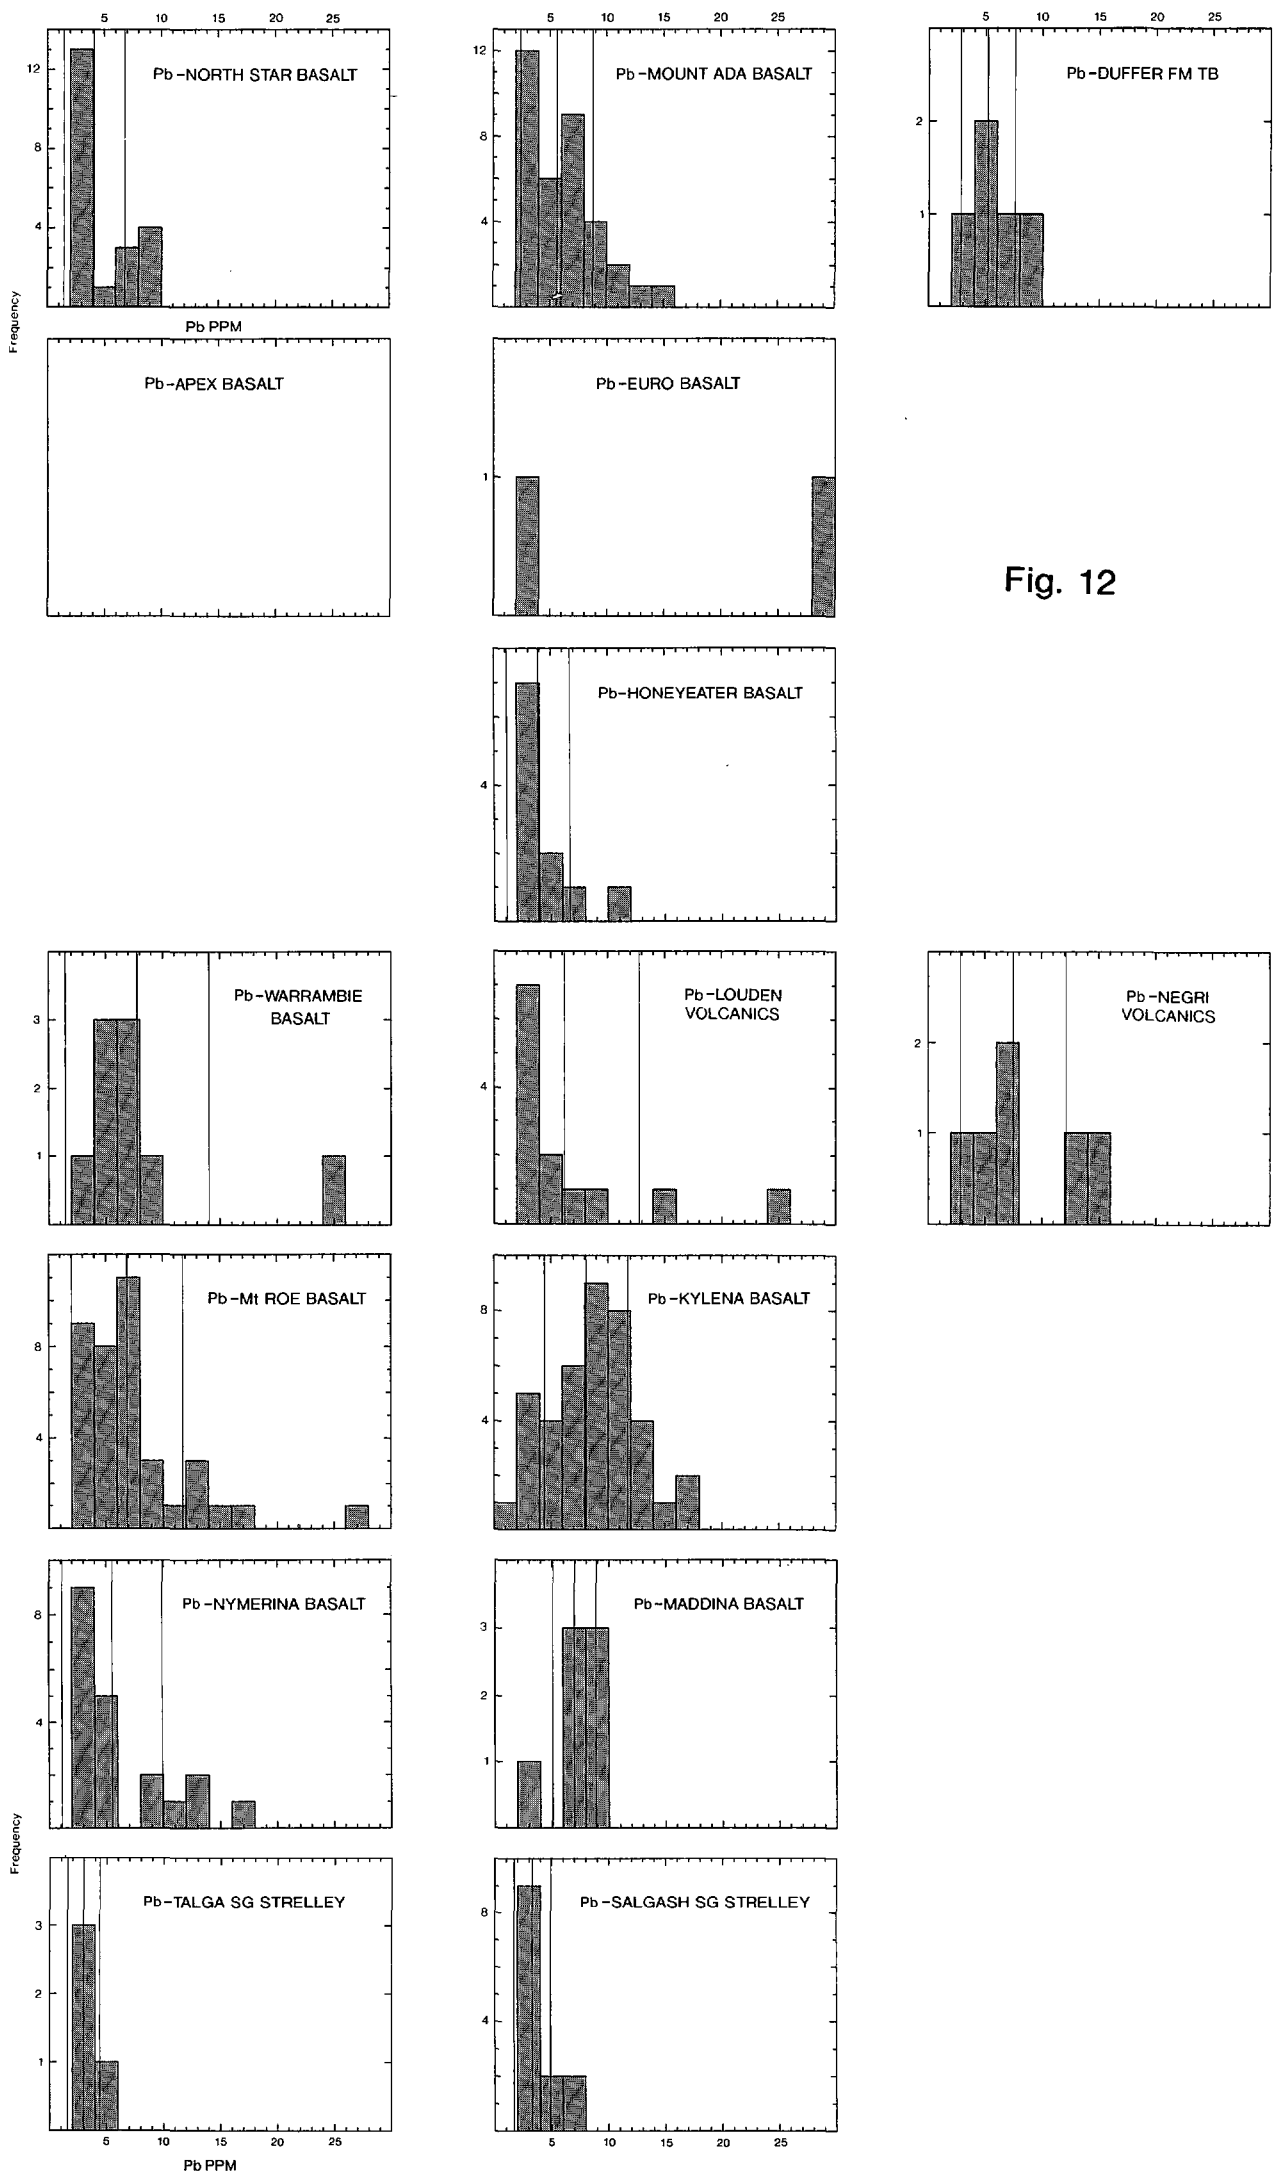 5 10 15 20 25
5 10 15 20 25
5 10 15 20 25
Pb-NORTH STAR BASALT
12
8
4
Pb-MOUNT ADA BASALT
12
8
4
Pb-DUFFER FM TB
2
1
Frequency
Pb PPM
Pb-APEX BASALT
Pb-EURO BASALT
1
Fig. 12
Pb-HONEYEATER BASALT
4
Pb-WARRAMBIE
BASALT
3
2
1
Pb-LOUDEN
VOLCANICS
4
Pb-NEGRI
VOLCANICS
2
1
Pb-Mt ROE BASALT
8
4
Pb-KYLENA BASALT
8
4
Pb-NYMERINA BASALT
8
4
Pb-MADDINA BASALT
3
2
1
Frequency
Pb-TALGA SG STRELLEY
3
2
1
Pb-SALGASH SG STRELLEY
8
4
5 10 15 20 25
5 10 15 20 25
Pb PPM